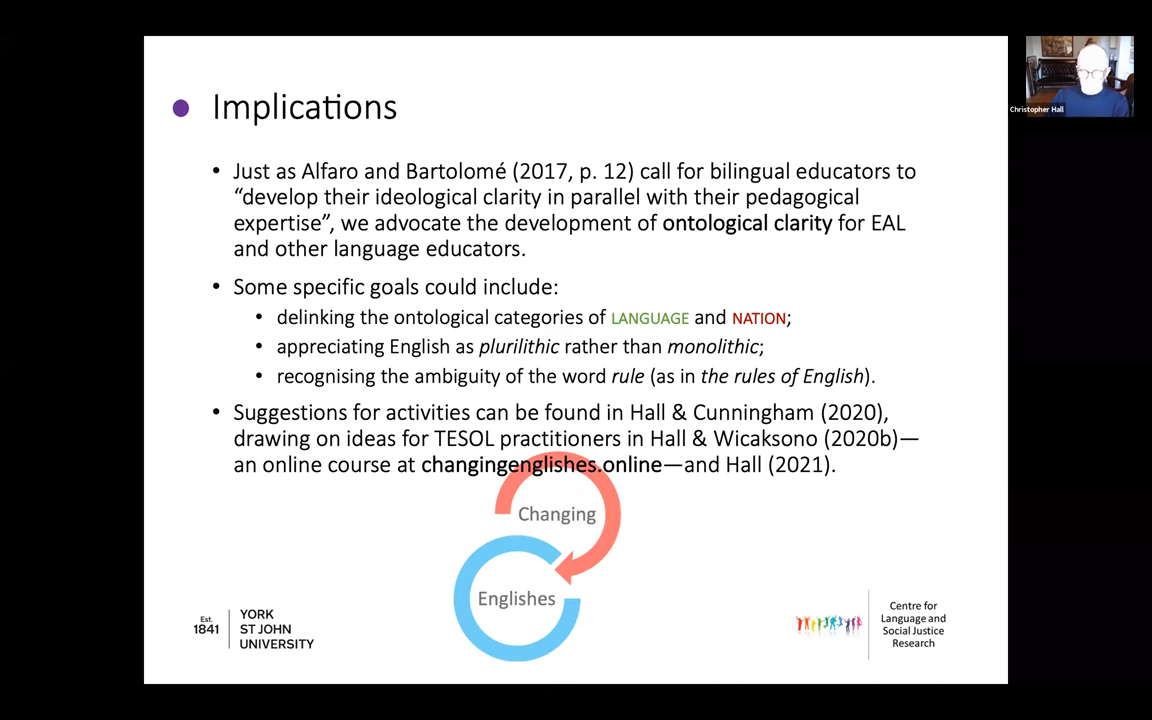 Implications
• Just as Alfaro and Bartolomé (2017, p. 12) call for bilingual educators to
“develop their ideological clarity in parallel with their pedagogical
expertise”, we advocate the development of ontological clarity for EAL
and other language educators.
• Some specific goals could include:
• delinking the ontological categories of LANGUAGE and NATION;
• appreciating English as plurilithic rather than monolithic;
• recognising the ambiguity of the word rule (as in the rules of English).
• Suggestions for activities can be found in Hall & Cunningham (2020),
drawing on ideas for TESOL practitioners in Hall & Wicaksono (2020b)—
an online course at changingenglishes.online—and Hall (2021).
Changing
Englishes
Est.
1841
YORK
ST JOHN
UNIVERSITY
Centre for
Language and
Social Justice
Research
Christopher Hall